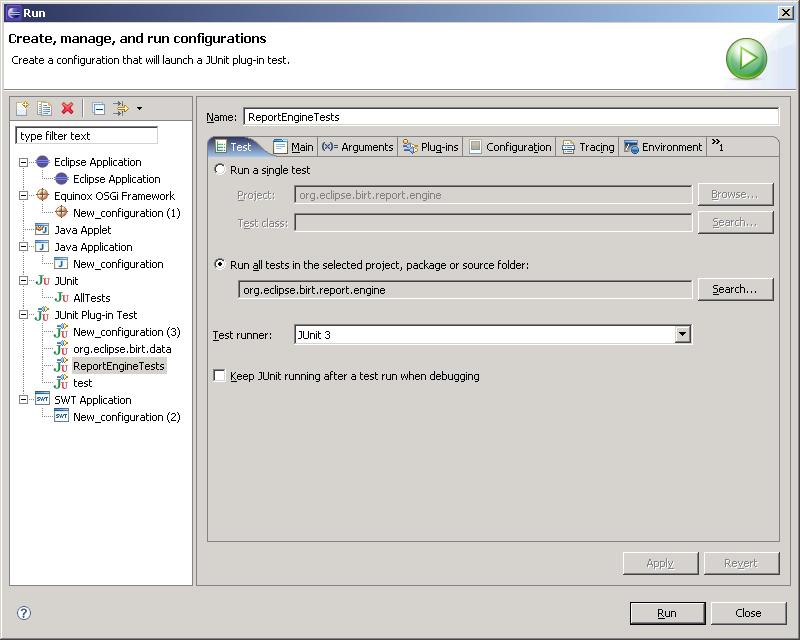 Run
Create, manage, and run configurations
Create a configuration that will launch a JUnit plug-in test.
type filter text
Eclipse Application
Eclipse Application
Equinox OSGi Framework
New_configuration (1)
Java Applet
Java Application
New_configuration
JUnit
AllTests
JUnit Plug-in Test
New_configuration (3)
org.eclipse.birt.data
ReportEngineTests
test
SWT Application
New_configuration (2)
Name: ReportEngineTests
Test Main (x)= Arguments Plug-ins Configuration Tracing Environment »1
Run a single test
Project: org.eclipse.birt.report.engine Browse...
Test class: Search...
Run all tests in the selected project, package or source folder:
org.eclipse.birt.report.engine Search...
Test runner: JUnit 3
Keep JUnit running after a test run when debugging
Apply Revert
Run Close